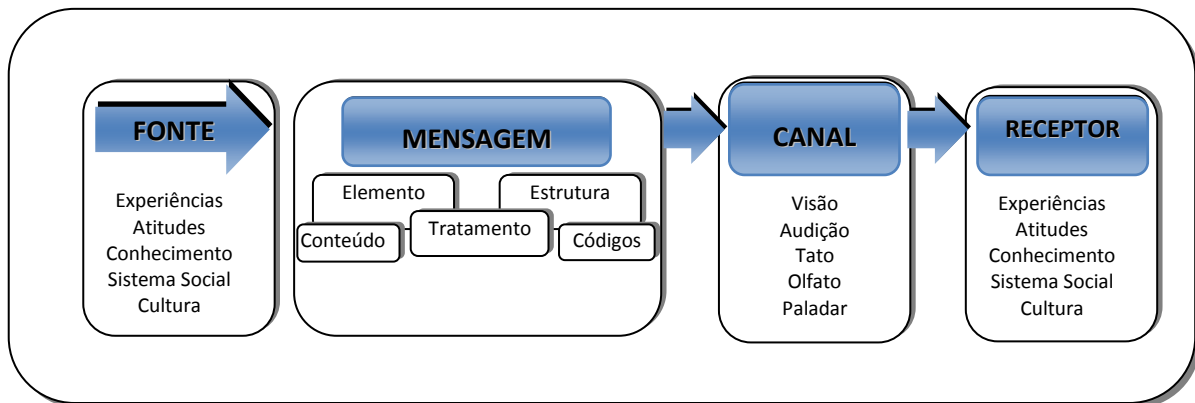 FONTE
Experiências
Atitudes
Conhecimento
Sistema Social
Cultura
MENSAGEM
Elemento
Estrutura
Conteúdo
Tratamento
Códigos
CANAL
Visão
Audição
Tato
Olfato
Paladar
RECEPTOR
Experiências
Atitudes
Conhecimento
Sistema Social
Cultura